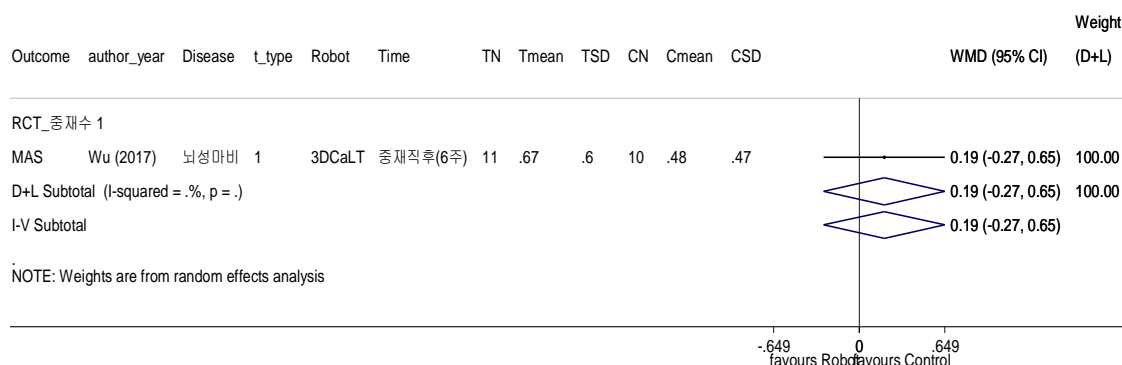 Weight
Outcome author_year Disease t_type Robot Time TN Tmean TSD CN Cmean CSD WMD (95% CI) (D+L)
RCT_중재수 1
MAS Wu (2017) 뇌성마비 1 3DCaLT 중재직후(6주) 11 .67 .6 10 .48 .47 0.19 (-0.27, 0.65) 100.00
D+L Subtotal (I-squared = .%, p = .) 0.19 (-0.27, 0.65) 100.00
I-V Subtotal 0.19 (-0.27, 0.65)
.
NOTE: Weights are from random effects analysis
-.649 0 .649
favours Robot favours Control